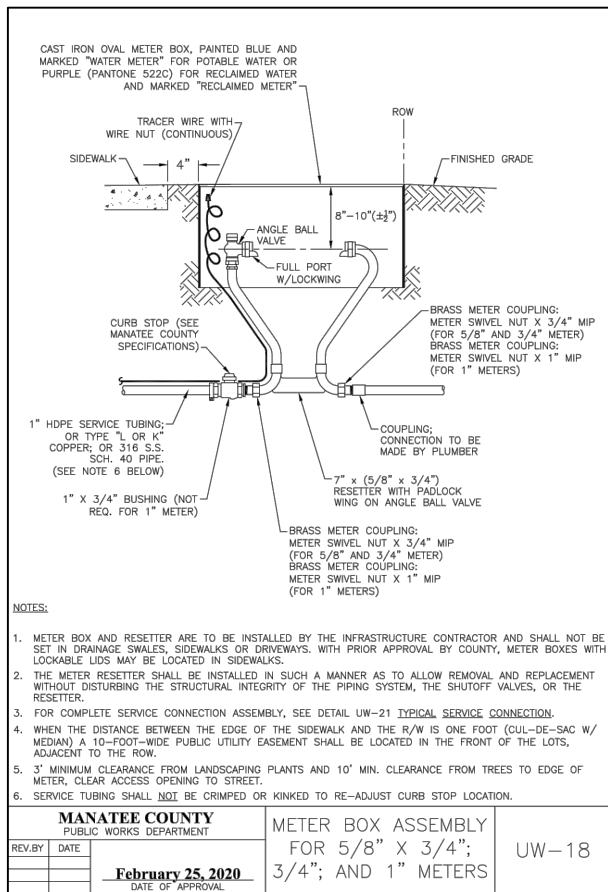 CAST IRON OVAL METER BOX, PAINTED BLUE AND
MARKED "WATER METER" FOR POTABLE WATER OR
PURPLE (PANTONE 522C) FOR RECLAIMED WATER
AND MARKED "RECLAIMED METER"
ROW
TRACER WIRE WITH
WIRE NUT (CONTINUOUS)
SIDEWALK
4"
FINISHED GRADE
8"-10"(±½")
ANGLE BALL
VALVE
FULL PORT
W/LOCKWING
CURB STOP (SEE
MANATEE COUNTY
SPECIFICATIONS)
BRASS METER COUPLING:
METER SWIVEL NUT X 3/4" MIP
(FOR 5/8" AND 3/4" METER)
BRASS METER COUPLING:
METER SWIVEL NUT X 1" MIP
(FOR 1" METERS)
1" HDPE SERVICE TUBING;
OR TYPE "L OR K"
COPPER; OR 316 S.S.
SCH. 40 PIPE.
(SEE NOTE 6 BELOW)
COUPLING;
CONNECTION TO BE
MADE BY PLUMBER
1" X 3/4" BUSHING (NOT
REQ. FOR 1" METER)
7" x (5/8" x 3/4")
RESETTER WITH PADLOCK
WING ON ANGLE BALL VALVE
BRASS METER COUPLING:
METER SWIVEL NUT X 3/4" MIP
(FOR 5/8" AND 3/4" METER)
BRASS METER COUPLING:
METER SWIVEL NUT X 1" MIP
(FOR 1" METERS)
NOTES:
1. METER BOX AND RESETTER ARE TO BE INSTALLED BY THE INFRASTRUCTURE CONTRACTOR AND SHALL NOT BE
SET IN DRAINAGE SWALES, SIDEWALKS OR DRIVEWAYS. WITH PRIOR APPROVAL BY COUNTY, METER BOXES WITH
LOCKABLE LIDS MAY BE LOCATED IN SIDEWALKS.
2. THE METER RESETTER SHALL BE INSTALLED IN SUCH A MANNER AS TO ALLOW REMOVAL AND REPLACEMENT
WITHOUT DISTURBING THE STRUCTURAL INTEGRITY OF THE PIPING SYSTEM, THE SHUTOFF VALVES, OR THE
RESETTER.
3. FOR COMPLETE SERVICE CONNECTION ASSEMBLY, SEE DETAIL UW-21 TYPICAL SERVICE CONNECTION.
4. WHEN THE DISTANCE BETWEEN THE EDGE OF THE SIDEWALK AND THE R/W IS ONE FOOT (CUL-DE-SAC W/
MEDIAN) A 10-FOOT-WIDE PUBLIC UTILITY EASEMENT SHALL BE LOCATED IN THE FRONT OF THE LOTS,
ADJACENT TO THE ROW.
5. 3' MINIMUM CLEARANCE FROM LANDSCAPING PLANTS AND 10' MIN. CLEARANCE FROM TREES TO EDGE OF
METER, CLEAR ACCESS OPENING TO STREET.
6. SERVICE TUBING SHALL NOT BE CRIMPED OR KINKED TO RE-ADJUST CURB STOP LOCATION.
MANATEE COUNTY
PUBLIC WORKS DEPARTMENT
REV.BY DATE
February 25, 2020
DATE OF APPROVAL
METER BOX ASSEMBLY
FOR 5/8" X 3/4";
3/4"; AND 1" METERS
UW-18